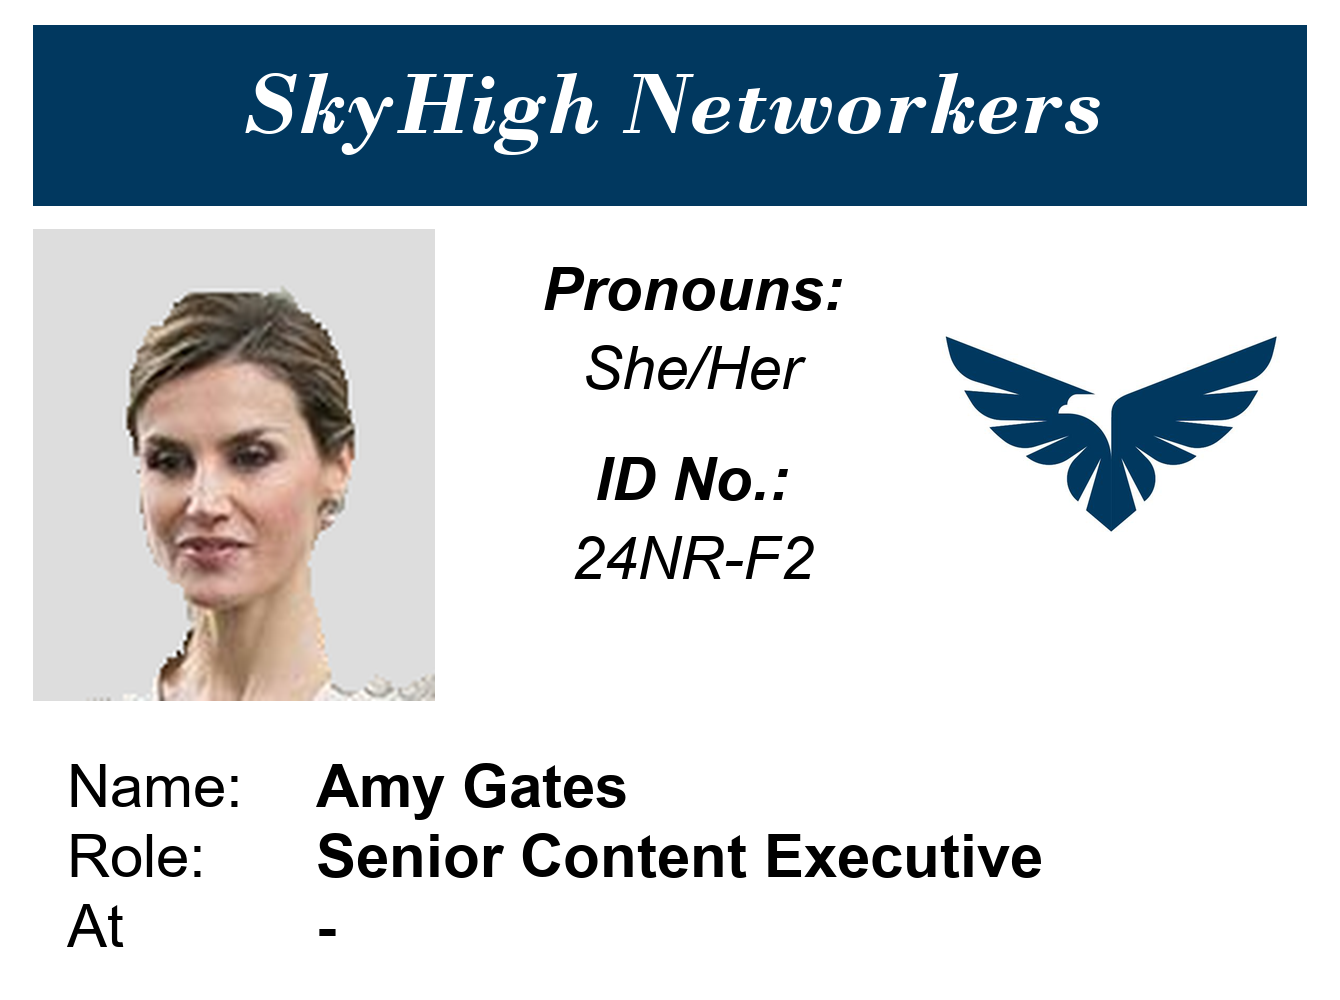 SkyHigh Networkers
Pronouns:
She/Her
ID No.:
24NR-F2
Name: Amy Gates
Role: Senior Content Executive
At -